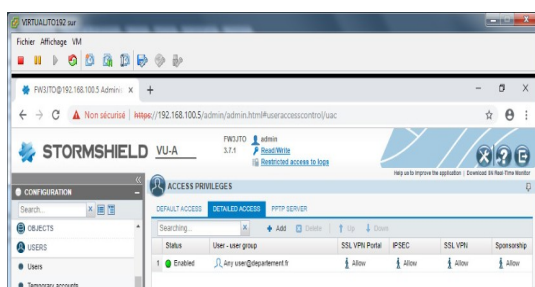 VIRTUALITO192 sur
Fichier Affichage VM
FW3JTO@192.168.100.5 Adminis
Non sécurisé | https://192.168.100.5/admin/admin.html#useraccesscontrol/uac
STORMSHIELD VU-A
FW3JTO
3.7.1
admin
Read/Write
Restricted access to logs
Help us to improve the application | Download SN Real-Time Monitor
CONFIGURATION
ACCESS PRIVILEGES
Search...
DEFAULT ACCESS DETAILED ACCESS PPTP SERVER
OBJECTS
Searching... Add Delete Up Down
USERS
Status User - user group SSL VPN Portal IPSEC SSL VPN Sponsorship
Users
1 Enabled Any user@departement.fr Allow Allow Allow Allow
Temporary accounts